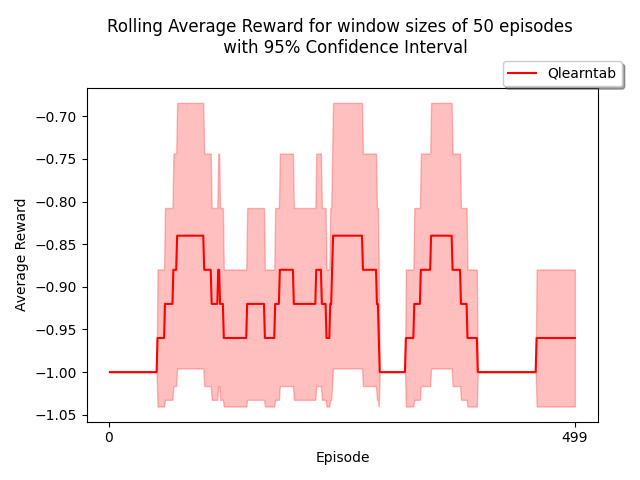 Rolling Average Reward for window sizes of 50 episodes
with 95% Confidence Interval
Qlearntab
−0.70
−0.75
−0.80
−0.85
−0.90
−0.95
−1.00
−1.05
Average Reward
0
499
Episode